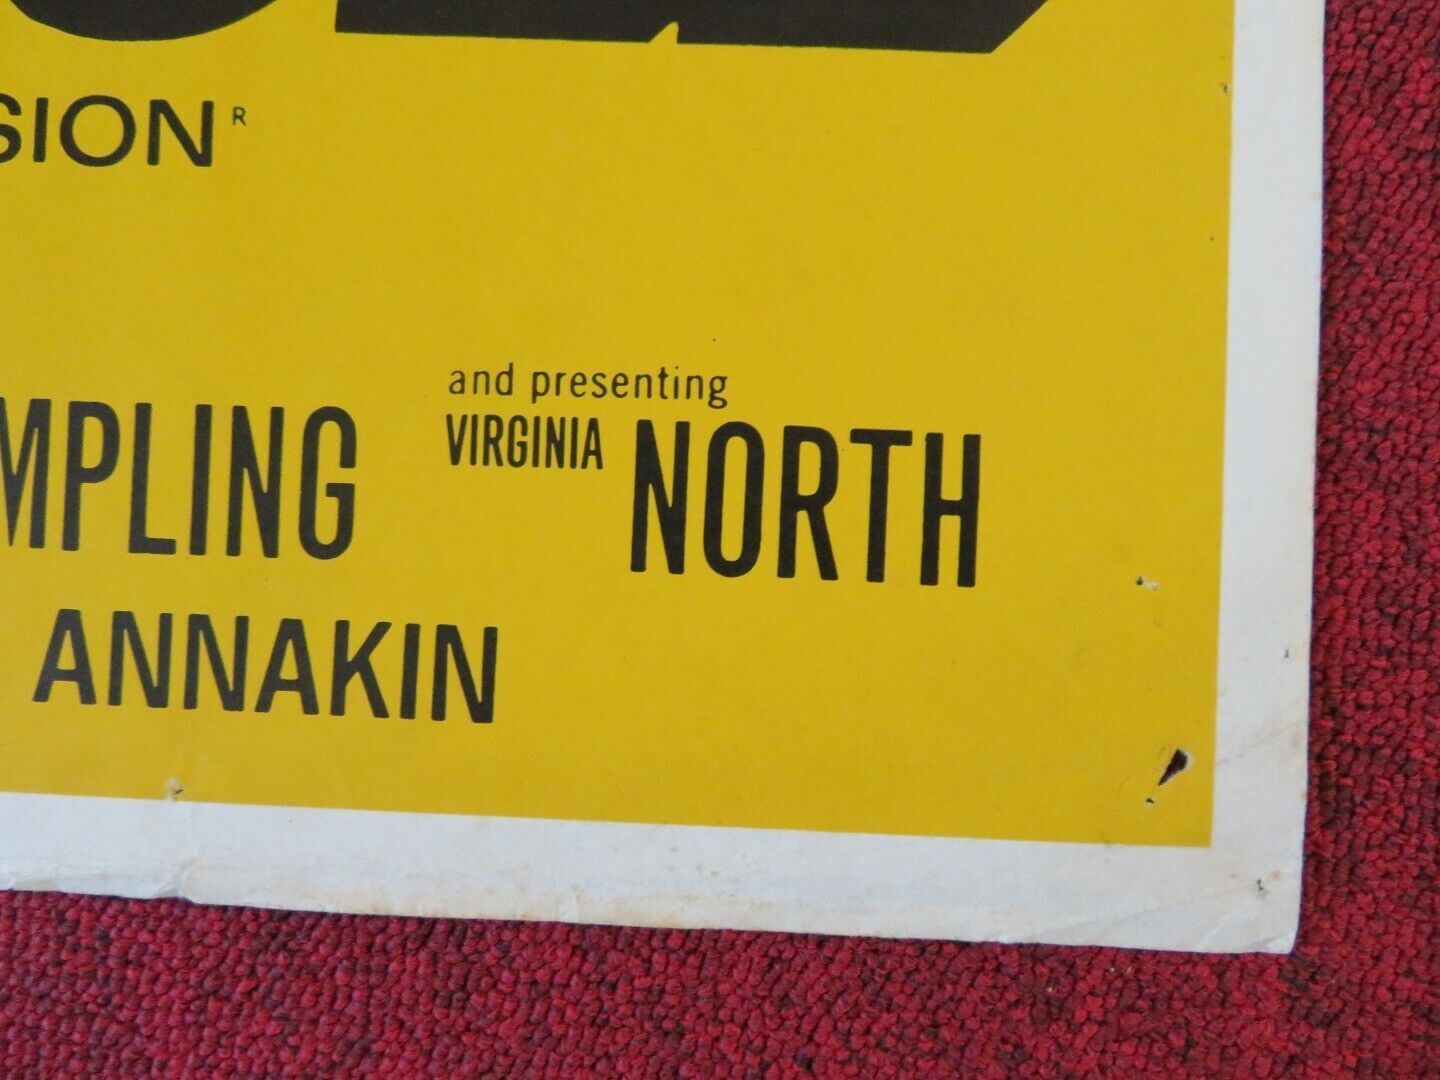 SION R
and presenting
MPLING VIRGINIA NORTH
ANNAKIN